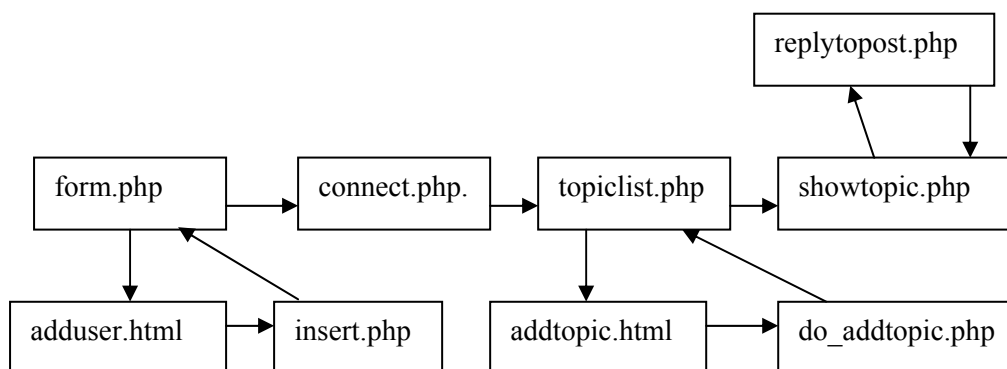 replytopost.php
form.php
connect.php.
topiclist.php
showtopic.php
adduser.html
insert.php
addtopic.html
do_addtopic.php